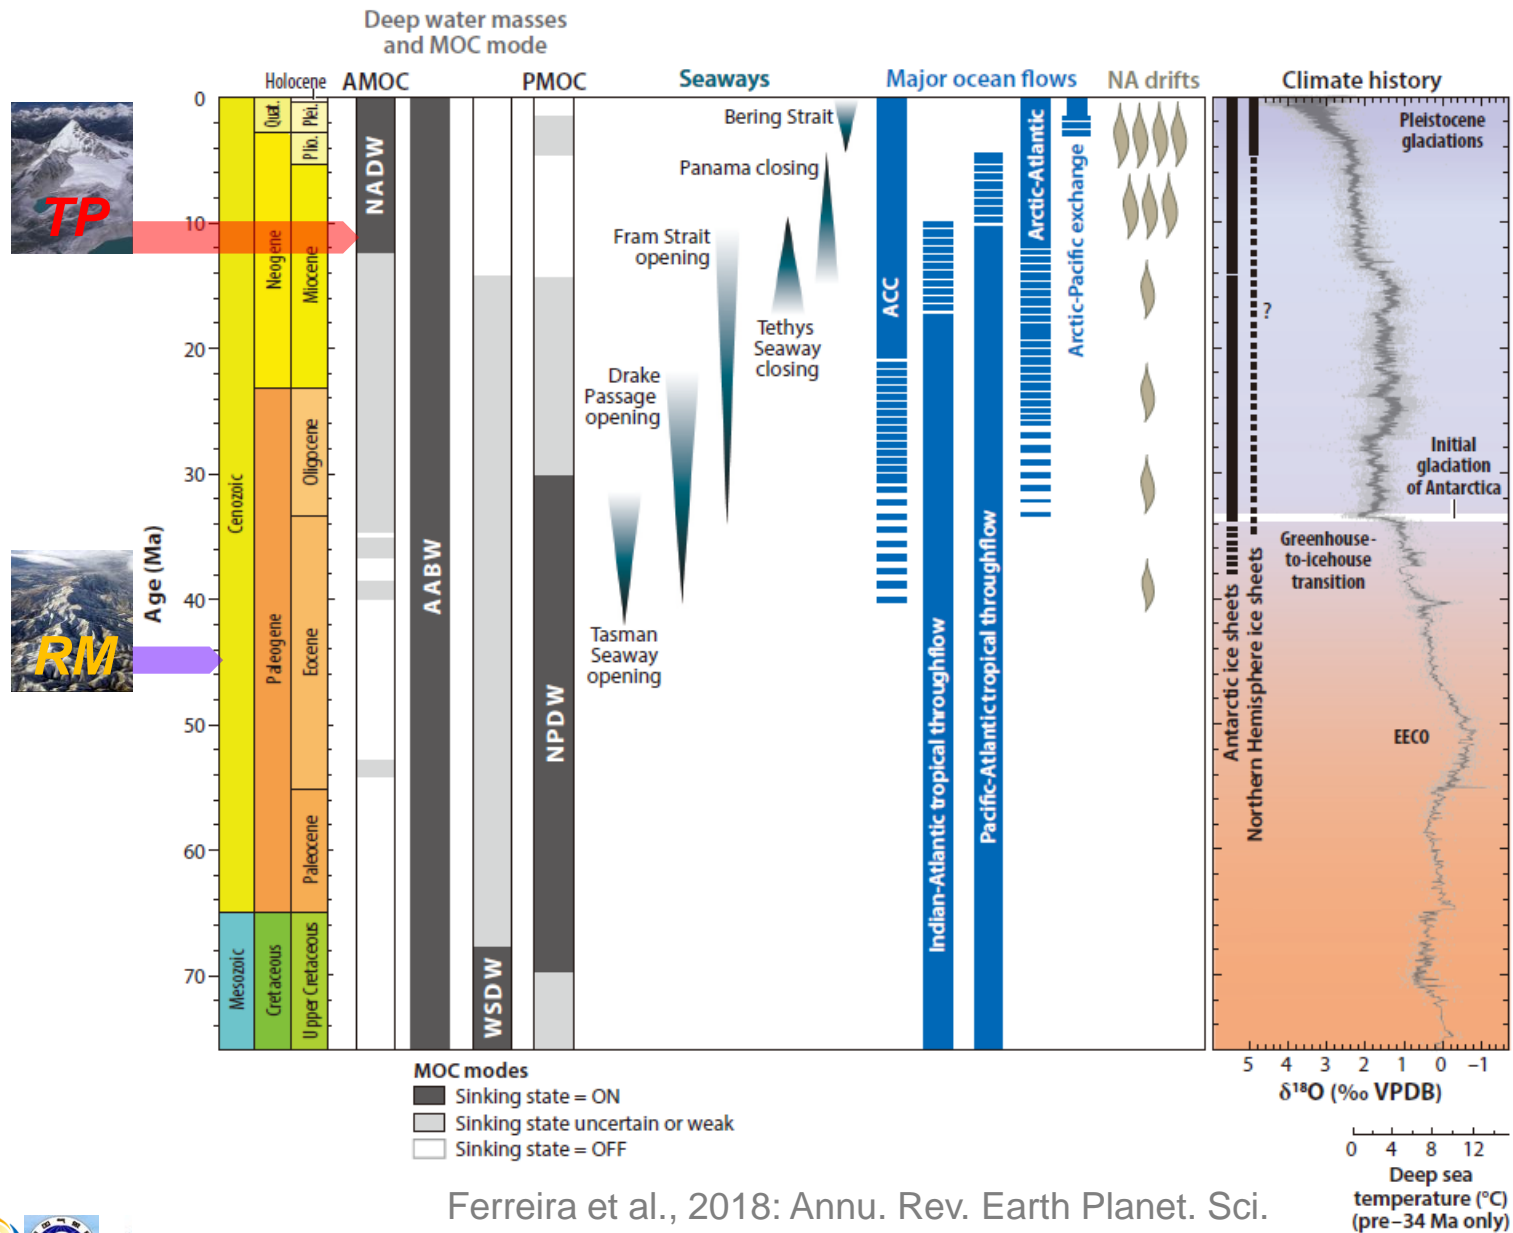 Deep water masses
and MOC mode
Holocene
AMOC
PMOC
Seaways
Major ocean flows
NA drifts
Climate history
TP
RM
Age (Ma)
0
10
20
30
40
50
60
70
Cenozoic
Mesozoic
Quat.
Neogene
Paleogene
Cretaceous
Plei.
Plio.
Miocene
Oligocene
Eocene
Paleocene
Upper Cretaceous
NADW
AABW
WSDW
NPDW
Bering Strait
Panama closing
Fram Strait
opening
Tethys
Seaway
closing
Drake
Passage
opening
Tasman
Seaway
opening
ACC
Indian-Atlantic tropical throughflow
Pacific-Atlantic tropical throughflow
Arctic-Atlantic
Arctic-Pacific exchange
Pleistocene
glaciations
?
Initial
glaciation
of Antarctica
Greenhouse-
to-icehouse
transition
EECO
Antarctic ice sheets
Northern Hemisphere ice sheets
5 4 3 2 1 0 –1
δ¹⁸O (‰ VPDB)
0 4 8 12
Deep sea
temperature (°C)
(pre–34 Ma only)
MOC modes
Sinking state = ON
Sinking state uncertain or weak
Sinking state = OFF
Ferreira et al., 2018: Annu. Rev. Earth Planet. Sci.